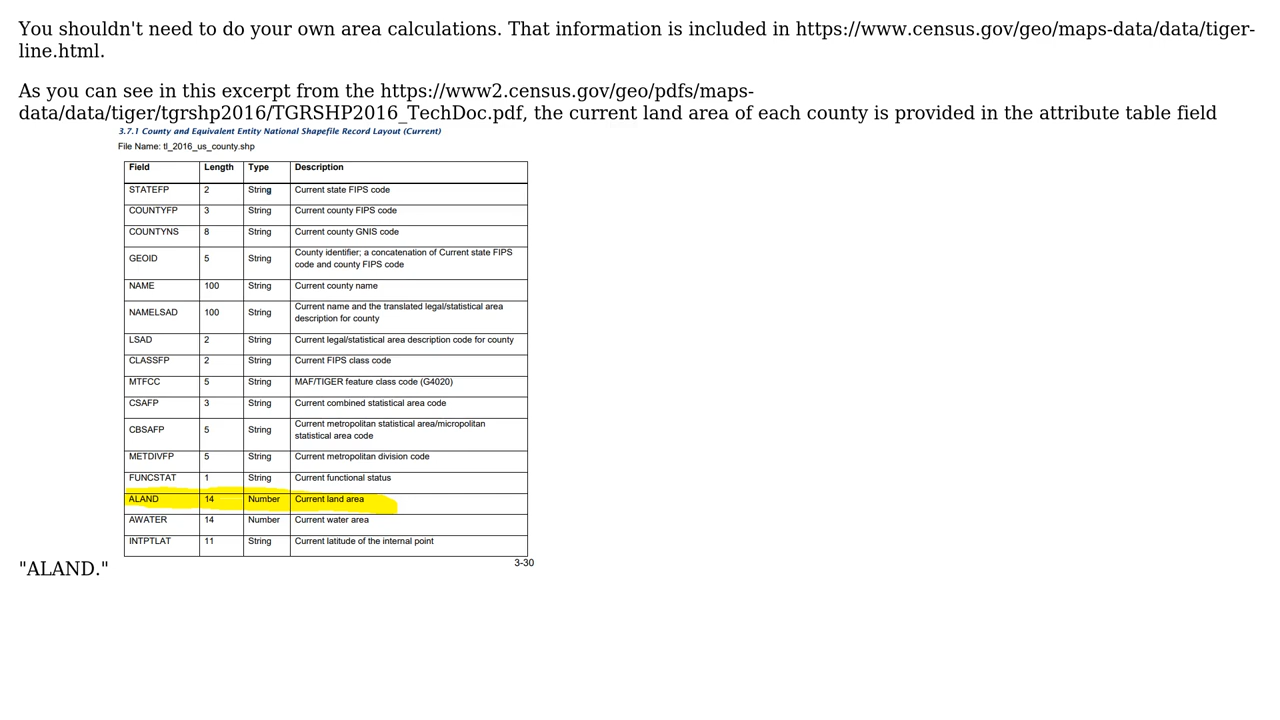 You shouldn't need to do your own area calculations. That information is included in https://www.census.gov/geo/maps-data/data/tiger-
line.html.
As you can see in this excerpt from the https://www2.census.gov/geo/pdfs/maps-
data/data/tiger/tgrshp2016/TGRSHP2016_TechDoc.pdf, the current land area of each county is provided in the attribute table field
3.7.1 County and Equivalent Entity National Shapefile Record Layout (Current)
File Name: tl_2016_us_county.shp
Field Length Type Description
STATEFP 2 String Current state FIPS code
COUNTYFP 3 String Current county FIPS code
COUNTYNS 8 String Current county GNIS code
GEOID 5 String County identifier; a concatenation of Current state FIPS
code and county FIPS code
NAME 100 String Current county name
NAMELSAD 100 String Current name and the translated legal/statistical area
description for county
LSAD 2 String Current legal/statistical area description code for county
CLASSFP 2 String Current FIPS class code
MTFCC 5 String MAF/TIGER feature class code (G4020)
CSAFP 3 String Current combined statistical area code
CBSAFP 5 String Current metropolitan statistical area/micropolitan
statistical area code
METDIVFP 5 String Current metropolitan division code
FUNCSTAT 1 String Current functional status
ALAND 14 Number Current land area
AWATER 14 Number Current water area
INTPTLAT 11 String Current latitude of the internal point
3-30
"ALAND."